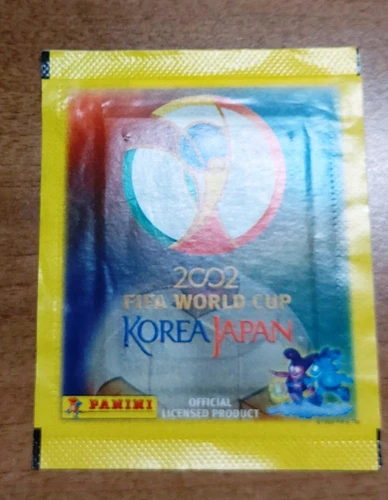 2002
FIFA WORLD CUP
KOREA JAPAN
PANINI
OFFICIAL
LICENSED PRODUCT